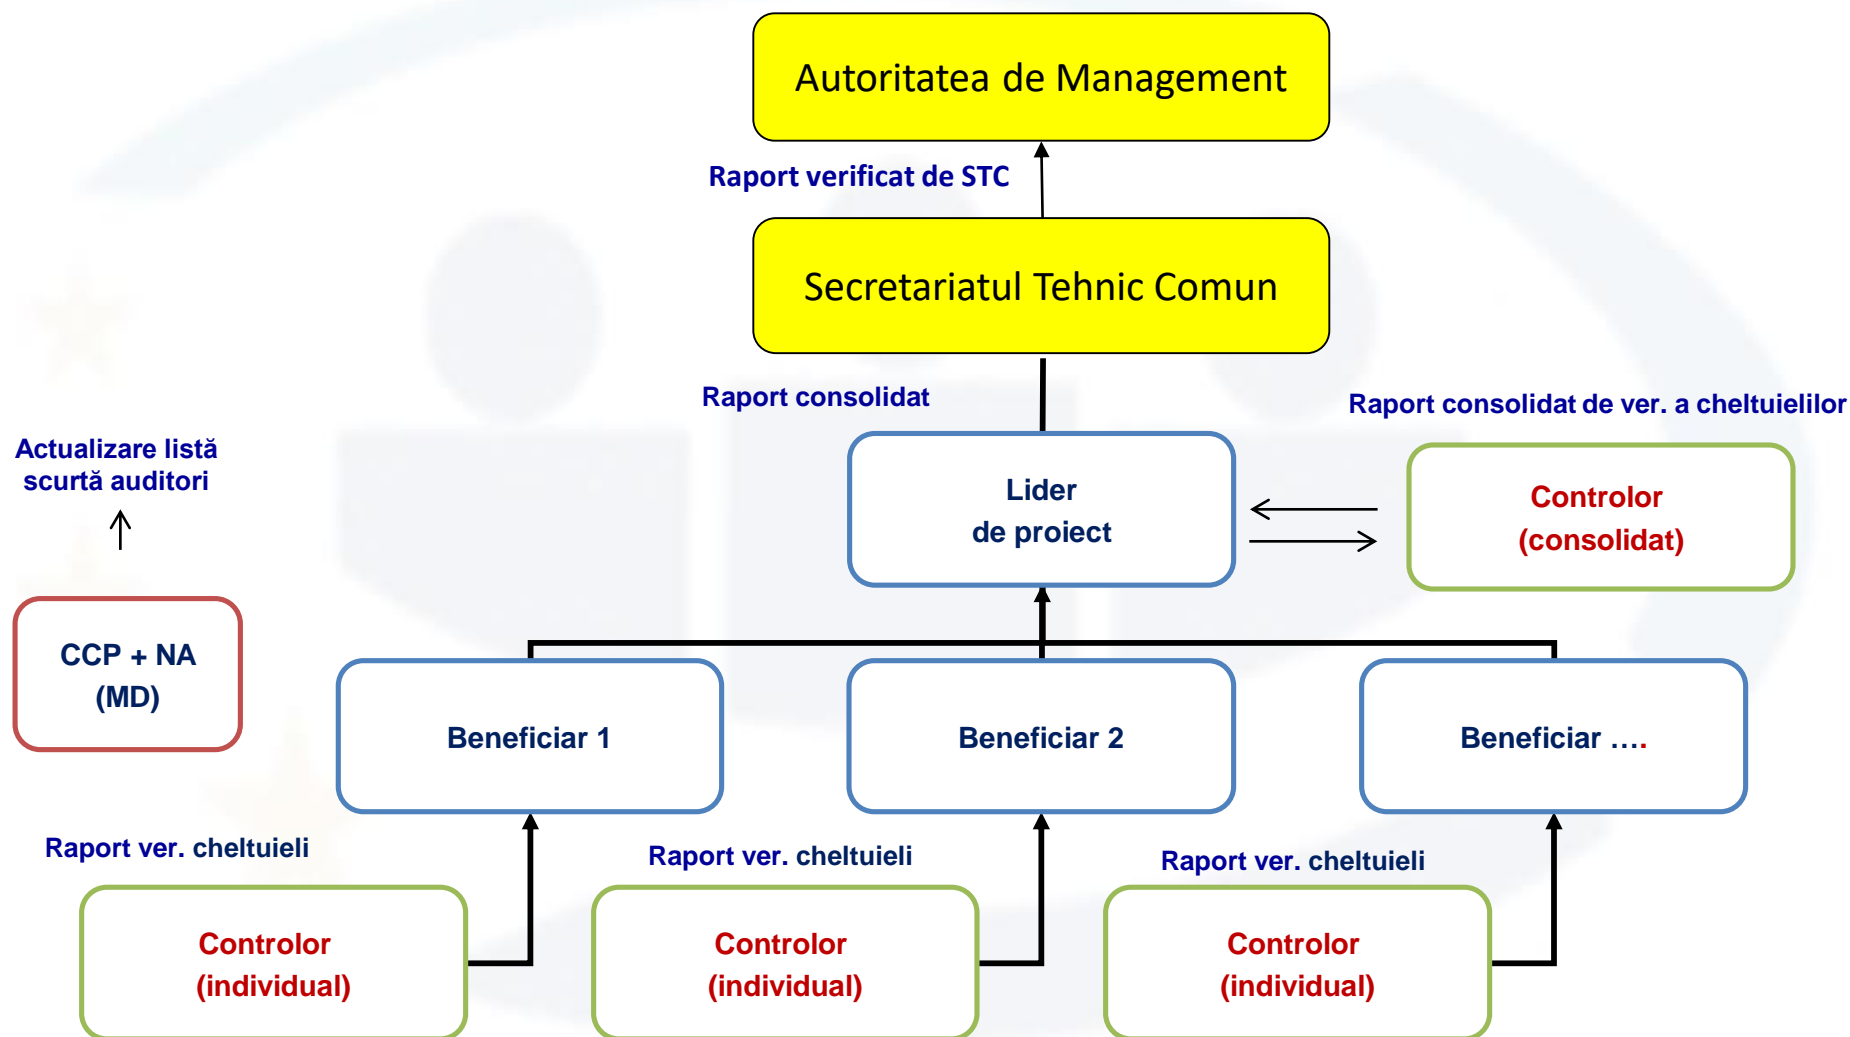 Autoritatea de Management
Raport verificat de STC
Secretariatul Tehnic Comun
Raport consolidat
Raport consolidat de ver. a cheltuielilor
Actualizare listă
scurtă auditori
Lider
de proiect
Controlor
(consolidat)
CCP + NA
(MD)
Beneficiar 1
Beneficiar 2
Beneficiar ….
Raport ver. cheltuieli
Raport ver. cheltuieli
Raport ver. cheltuieli
Controlor
(individual)
Controlor
(individual)
Controlor
(individual)